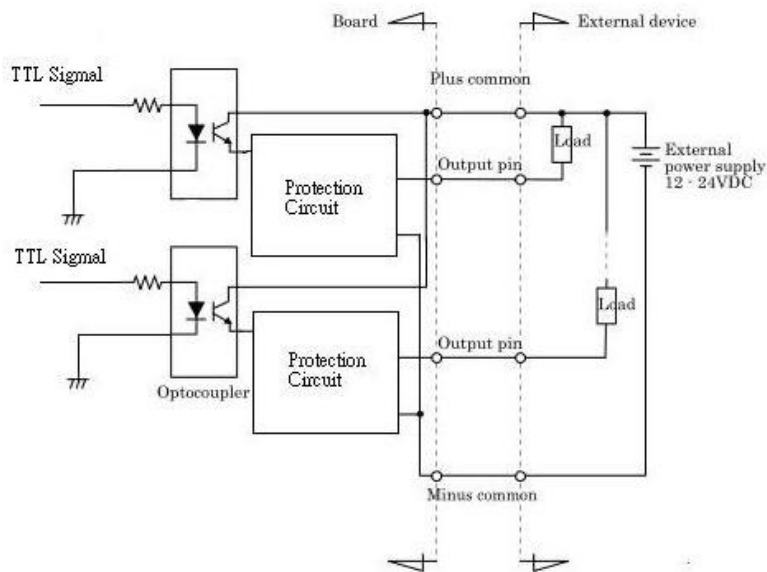 Board
External device
TTL Sigmal
Plus common
Load
Output pin
External
power supply
12 - 24VDC
Protection
Circuit
TTL Sigmal
Load
Output pin
Protection
Circuit
Optocoupler
Minus common